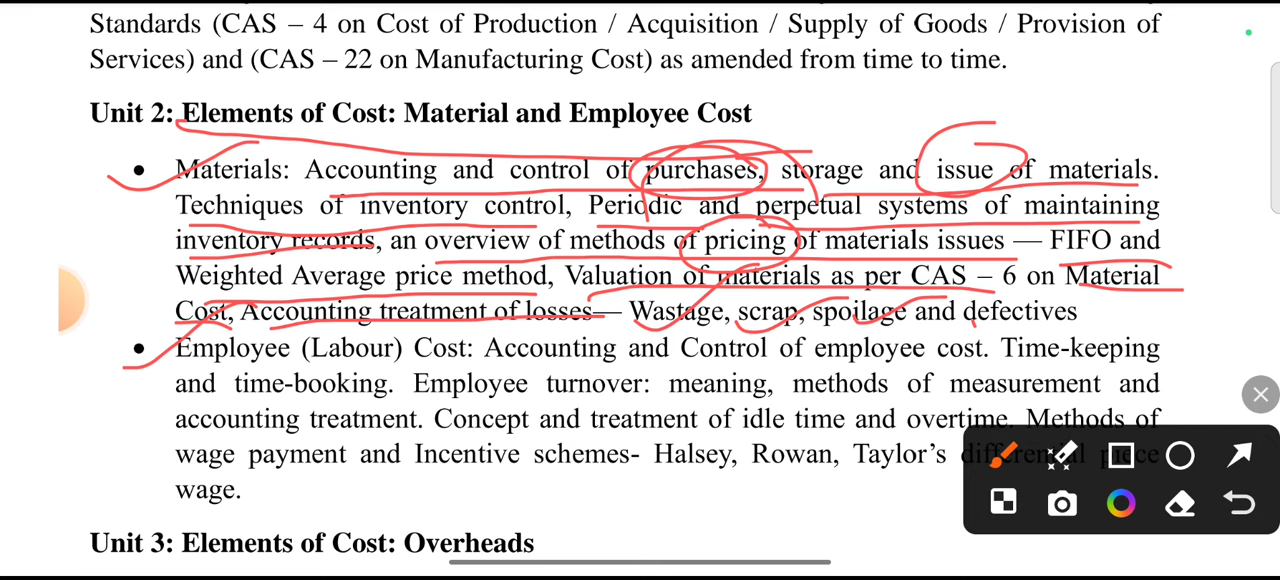 Standards (CAS – 4 on Cost of Production / Acquisition / Supply of Goods / Provision of
Services) and (CAS – 22 on Manufacturing Cost) as amended from time to time.
Unit 2: Elements of Cost: Material and Employee Cost
• Materials: Accounting and control of purchases, storage and issue of materials.
Techniques of inventory control, Periodic and perpetual systems of maintaining
inventory records, an overview of methods of pricing of materials issues — FIFO and
Weighted Average price method, Valuation of materials as per CAS – 6 on Material
Cost, Accounting treatment of losses— Wastage, scrap, spoilage and defectives
• Employee (Labour) Cost: Accounting and Control of employee cost. Time-keeping
and time-booking. Employee turnover: meaning, methods of measurement and
accounting treatment. Concept and treatment of idle time and overtime. Methods of
wage payment and Incentive schemes- Halsey, Rowan, Taylor’s differential piece
wage.
Unit 3: Elements of Cost: Overheads